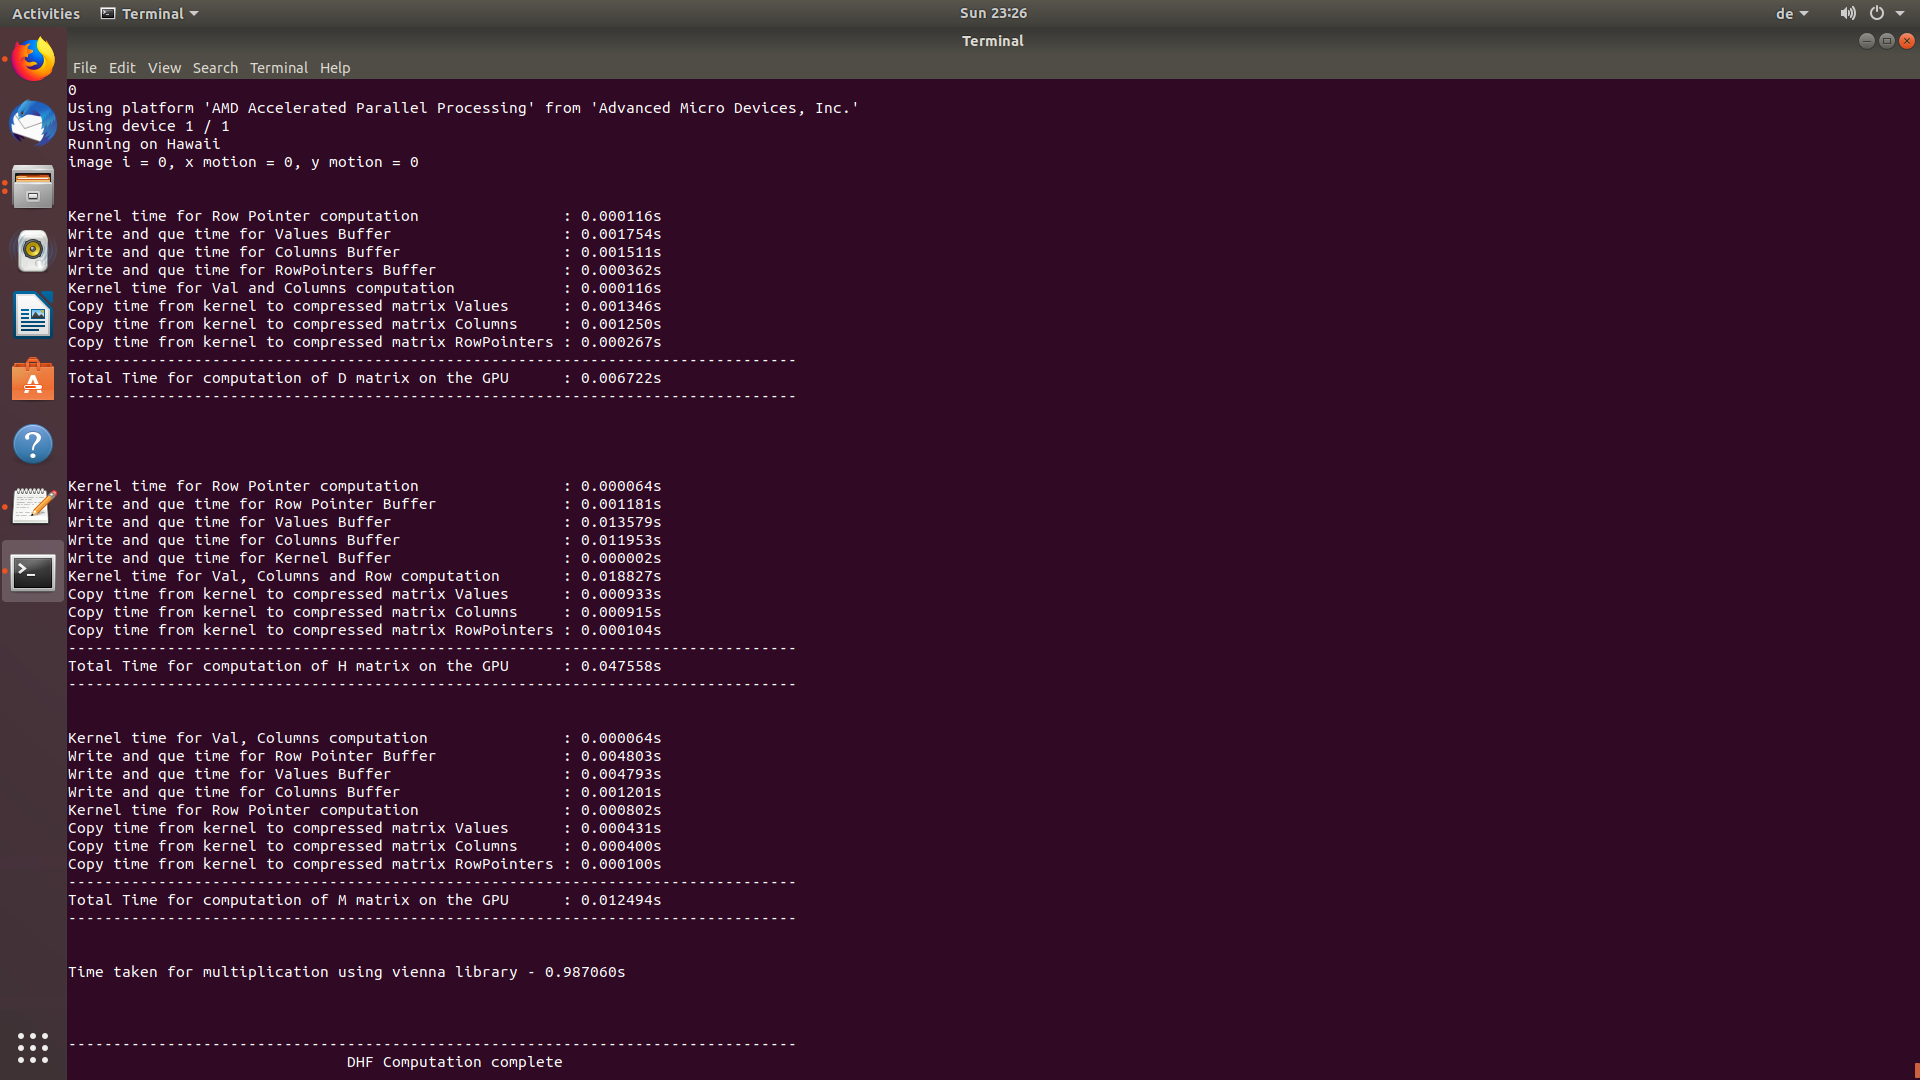 Activities Terminal Sun 23:26 de
Terminal
File Edit View Search Terminal Help
0
Using platform 'AMD Accelerated Parallel Processing' from 'Advanced Micro Devices, Inc.'
Using device 1 / 1
Running on Hawaii
image i = 0, x motion = 0, y motion = 0
Kernel time for Row Pointer computation : 0.000116s
Write and que time for Values Buffer : 0.001754s
Write and que time for Columns Buffer : 0.001511s
Write and que time for RowPointers Buffer : 0.000362s
Kernel time for Val and Columns computation : 0.000116s
Copy time from kernel to compressed matrix Values : 0.001346s
Copy time from kernel to compressed matrix Columns : 0.001250s
Copy time from kernel to compressed matrix RowPointers : 0.000267s
---------------------------------------------------------------------------------
Total Time for computation of D matrix on the GPU : 0.006722s
---------------------------------------------------------------------------------
Kernel time for Row Pointer computation : 0.000064s
Write and que time for Row Pointer Buffer : 0.001181s
Write and que time for Values Buffer : 0.013579s
Write and que time for Columns Buffer : 0.011953s
Write and que time for Kernel Buffer : 0.000002s
Kernel time for Val, Columns and Row computation : 0.018827s
Copy time from kernel to compressed matrix Values : 0.000933s
Copy time from kernel to compressed matrix Columns : 0.000915s
Copy time from kernel to compressed matrix RowPointers : 0.000104s
---------------------------------------------------------------------------------
Total Time for computation of H matrix on the GPU : 0.047558s
---------------------------------------------------------------------------------
Kernel time for Val, Columns computation : 0.000064s
Write and que time for Row Pointer Buffer : 0.004803s
Write and que time for Values Buffer : 0.004793s
Write and que time for Columns Buffer : 0.001201s
Kernel time for Row Pointer computation : 0.000802s
Copy time from kernel to compressed matrix Values : 0.000431s
Copy time from kernel to compressed matrix Columns : 0.000400s
Copy time from kernel to compressed matrix RowPointers : 0.000100s
---------------------------------------------------------------------------------
Total Time for computation of M matrix on the GPU : 0.012494s
---------------------------------------------------------------------------------
Time taken for multiplication using vienna library - 0.987060s
---------------------------------------------------------------------------------
DHF Computation complete